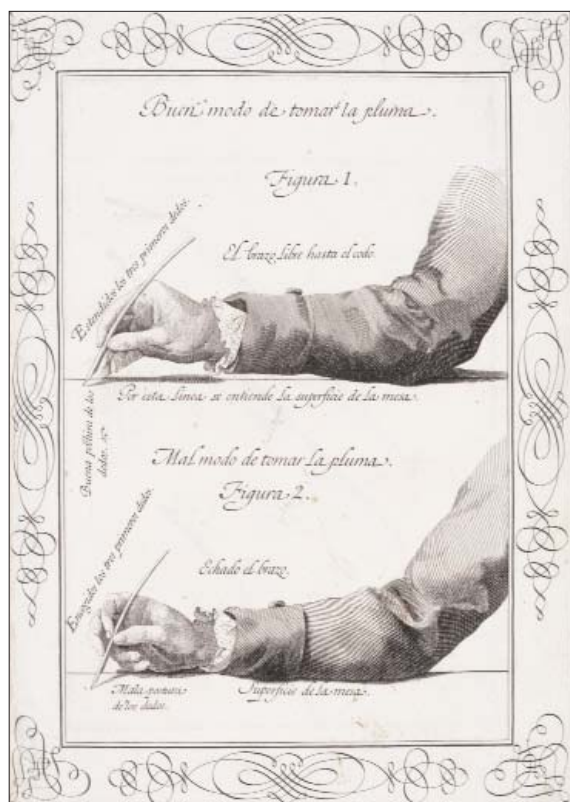 Buen modo de tomar la pluma.
Figura 1.
Estendidos los tres primeros dedos.
El brazo libre hasta el codo.
Por esta linea se entiende la superficie de la mesa.
Buena postura de los
dedos.
Mal modo de tomar la pluma.
Figura 2.
Encogidos los tres primeros dedos.
Echado el brazo.
Mala postura
de los dedos.
Superficie de la mesa.